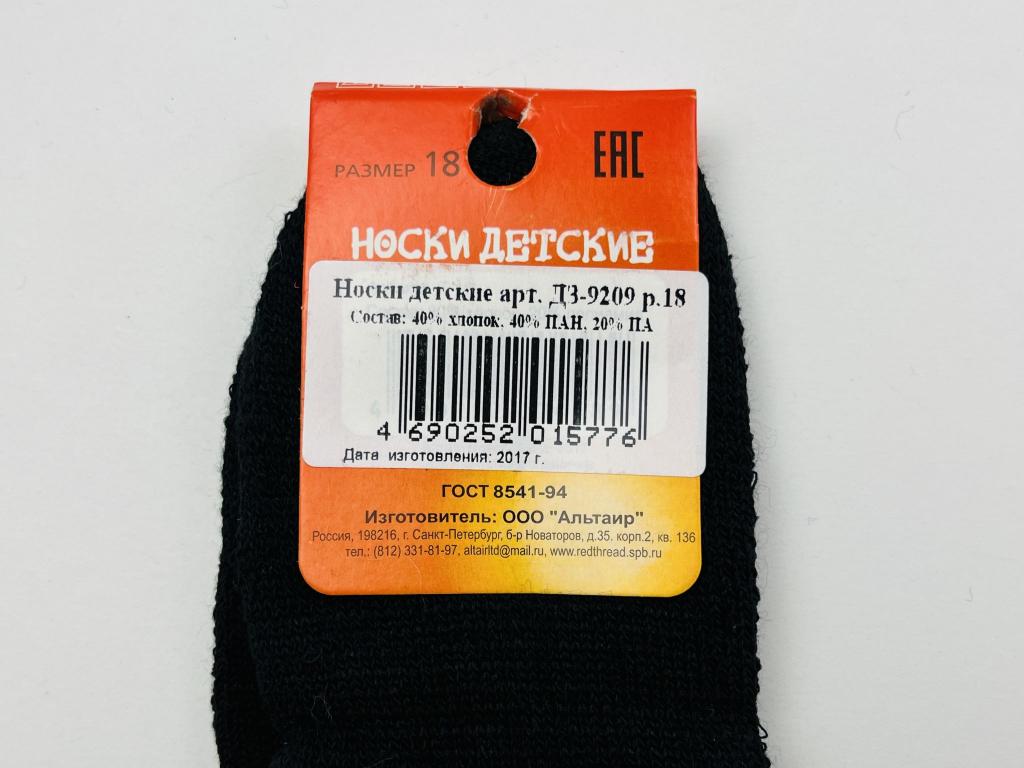 РАЗМЕР 18
ЕАС
НОСКИ ДЕТСКИЕ
Носки детские арт. ДЗ-9209 р.18
Состав: 40% хлопок, 40% ПАН, 20% ПА
4 690252 015776
Дата изготовления: 2017 г.
ГОСТ 8541-94
Изготовитель: ООО "Альтаир"
Россия, 198216, г. Санкт-Петербург, б-р Новаторов, д.35. корп.2, кв. 136
тел.: (812) 331-81-97, altairltd@mail.ru, www.redthread.spb.ru